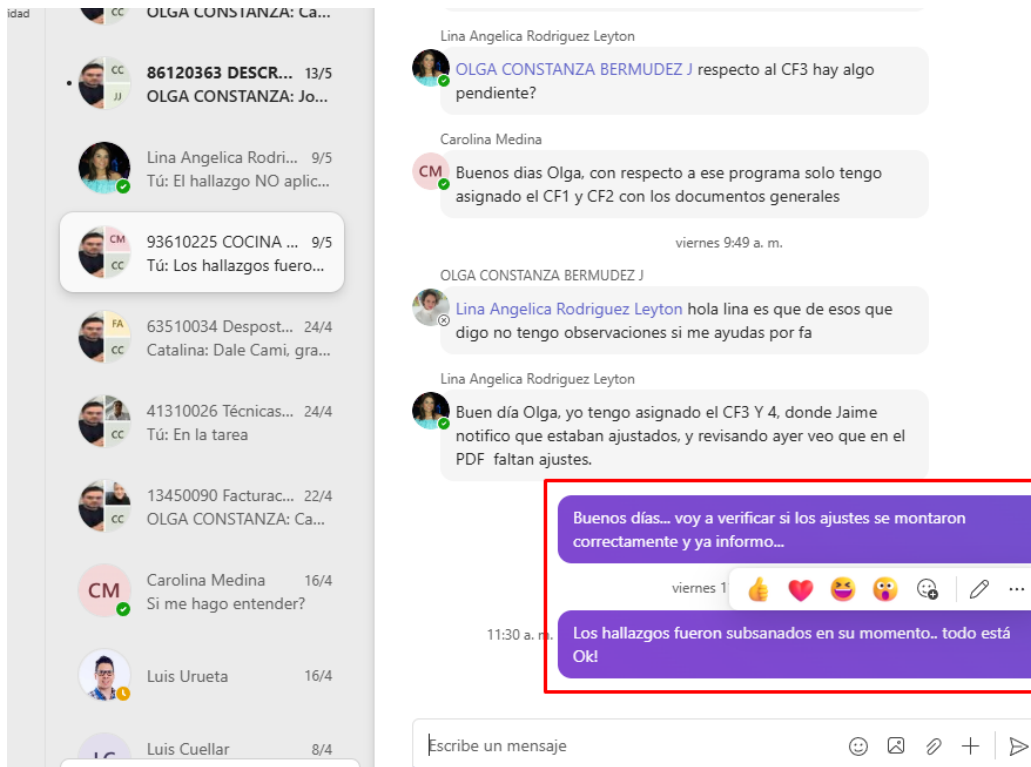 idad
CC
OLGA CONSTANZA: Ca...
CC
86120363 DESCR... 13/5
JJ
OLGA CONSTANZA: Jo...
Lina Angelica Rodri... 9/5
Tú: El hallazgo NO aplic...
CM
93610225 COCINA ... 9/5
CC
Tú: Los hallazgos fuero...
FA
63510034 Despost... 24/4
CC
Catalina: Dale Cami, gra...
41310026 Técnicas... 24/4
CC
Tú: En la tarea
13450090 Facturac... 22/4
CC
OLGA CONSTANZA: Ca...
CM
Carolina Medina 16/4
Si me hago entender?
Luis Urueta 16/4
LC
Luis Cuellar 8/4
Lina Angelica Rodriguez Leyton
OLGA CONSTANZA BERMUDEZ J respecto al CF3 hay algo
pendiente?
Carolina Medina
CM
Buenos dias Olga, con respecto a ese programa solo tengo
asignado el CF1 y CF2 con los documentos generales
viernes 9:49 a. m.
OLGA CONSTANZA BERMUDEZ J
Lina Angelica Rodriguez Leyton hola lina es que de esos que
digo no tengo observaciones si me ayudas por fa
Lina Angelica Rodriguez Leyton
Buen día Olga, yo tengo asignado el CF3 Y 4, donde Jaime
notifico que estaban ajustados, y revisando ayer veo que en el
PDF faltan ajustes.
Buenos días... voy a verificar si los ajustes se montaron
correctamente y ya informo...
viernes 1
11:30 a. m.
Los hallazgos fueron subsanados en su momento.. todo está
Ok!
Escribe un mensaje